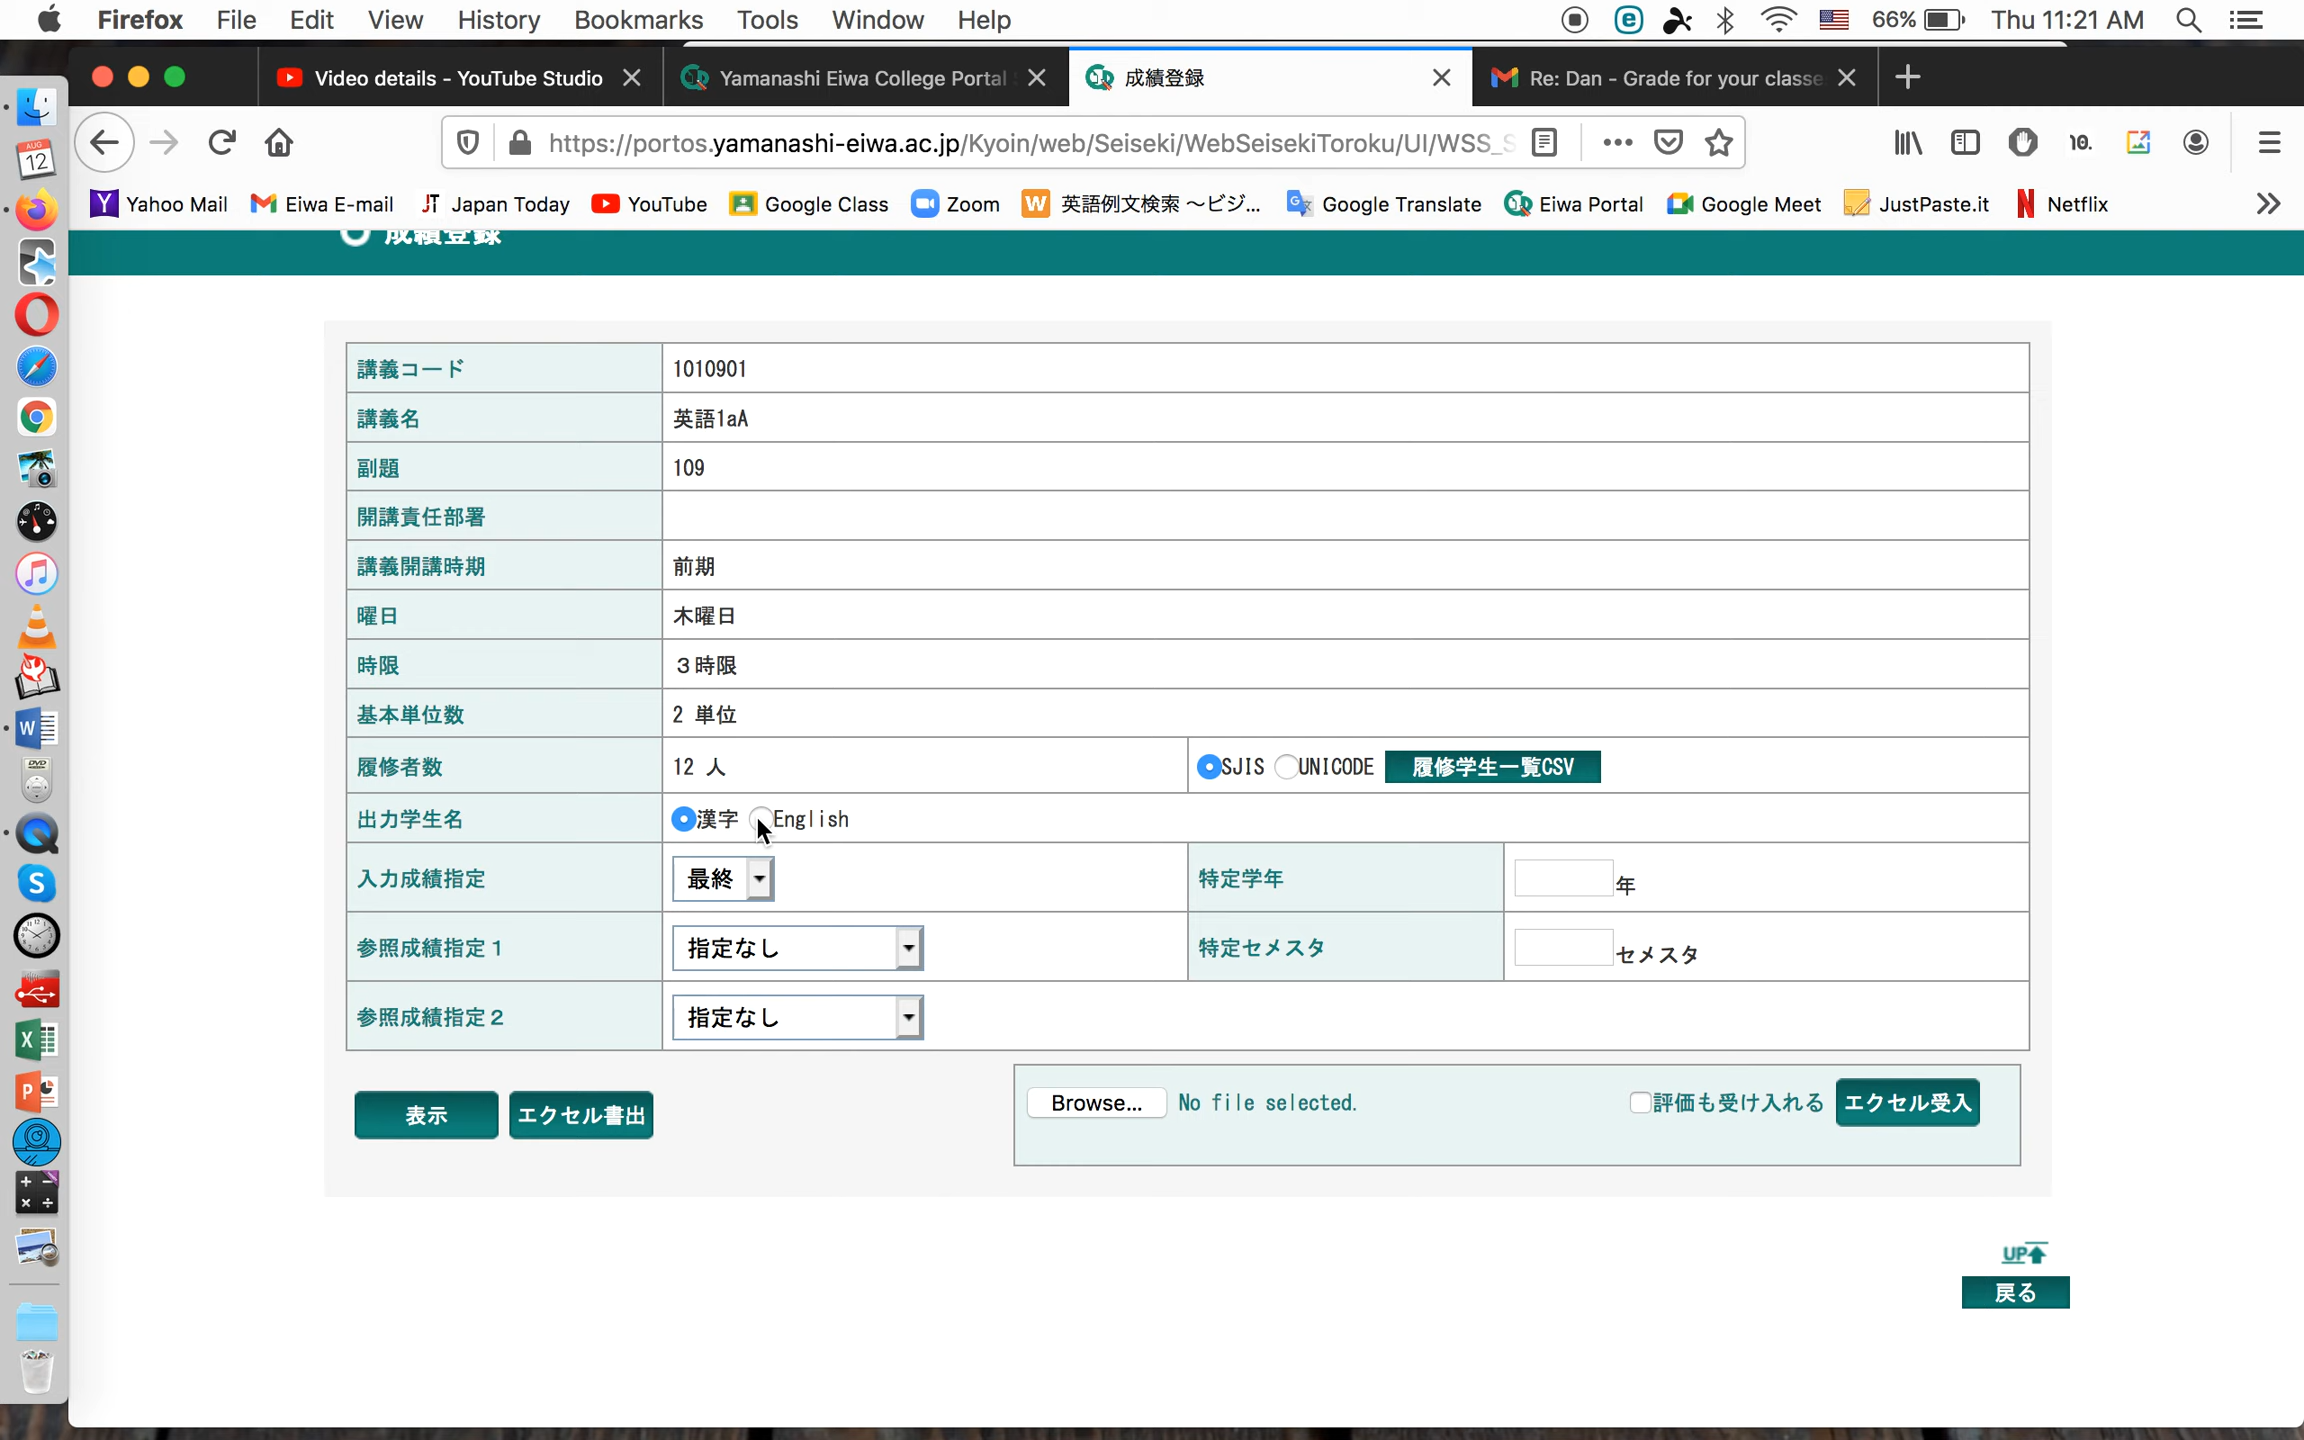 Firefox File Edit View History Bookmarks Tools Window Help 66% Thu 11:21 AM
Video details - YouTube Studio Yamanashi Eiwa College Portal 成績登録 Re: Dan - Grade for your classe
https://portos.yamanashi-eiwa.ac.jp/Kyoin/web/Seiseki/WebSeisekiToroku/UI/WSS_S 10.
Yahoo Mail Eiwa E-mail Japan Today YouTube Google Class Zoom 英語例文検索 〜ビジ... Google Translate Eiwa Portal Google Meet JustPaste.it Netflix
成績登録
講義コード 1010901
講義名 英語1aA
副題 109
開講責任部署
講義開講時期 前期
曜日 木曜日
時限 3時限
基本単位数 2 単位
履修者数 12 人 SJIS UNICODE 履修学生一覧CSV
出力学生名 漢字 English
入力成績指定 最終 特定学年 年
参照成績指定1 指定なし 特定セメスタ セメスタ
参照成績指定2 指定なし
表示 エクセル書出 Browse... No file selected. 評価も受け入れる エクセル受入
UP
戻る